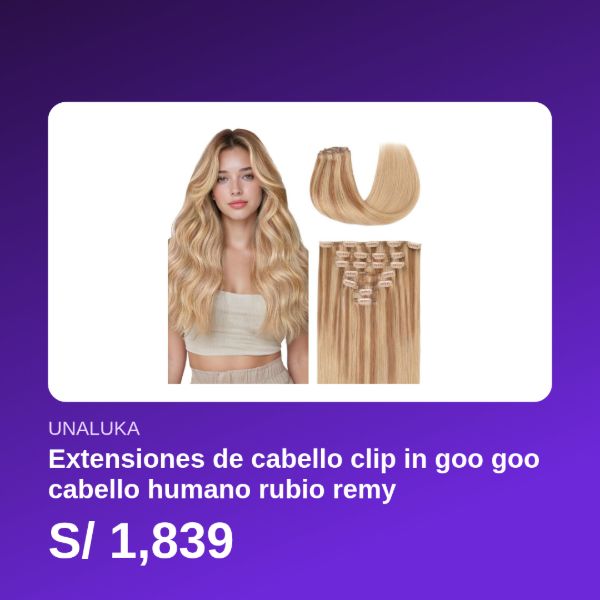 UNALUKA
Extensiones de cabello clip in goo goo
cabello humano rubio remy
S/ 1,839